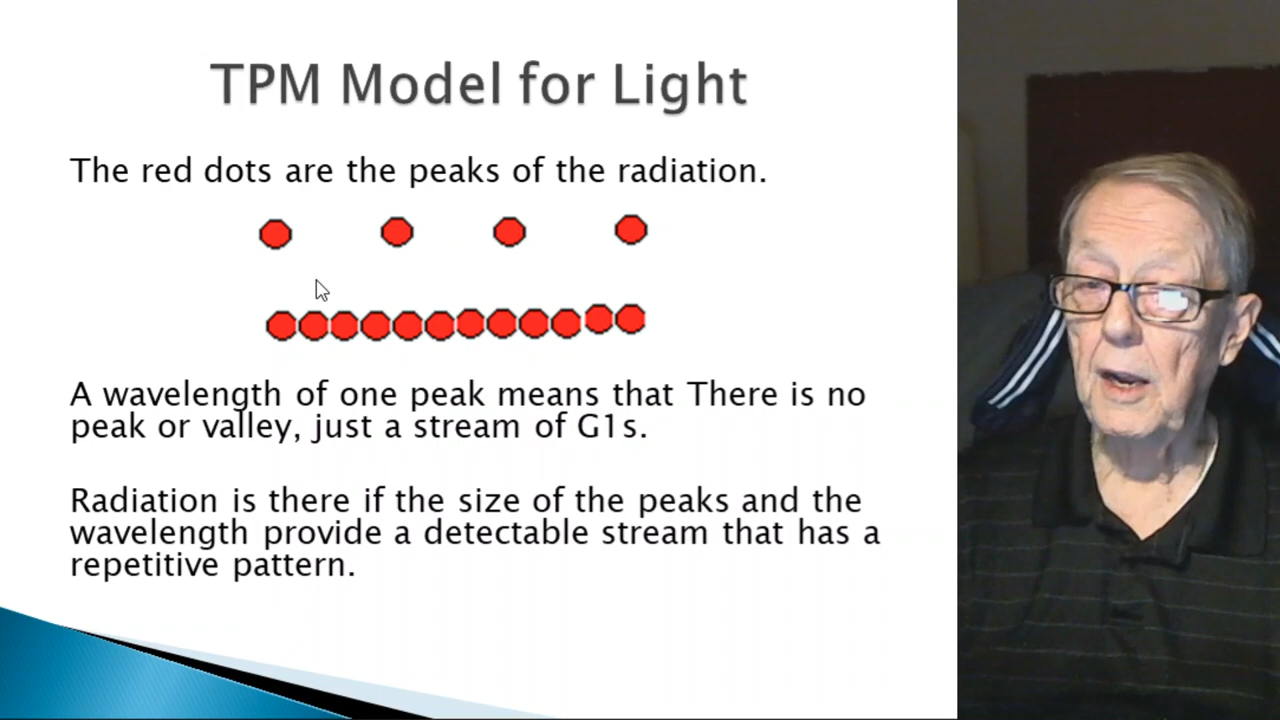 TPM Model for Light
The red dots are the peaks of the radiation.
A wavelength of one peak means that There is no
peak or valley, just a stream of G1s.
Radiation is there if the size of the peaks and the
wavelength provide a detectable stream that has a
repetitive pattern.